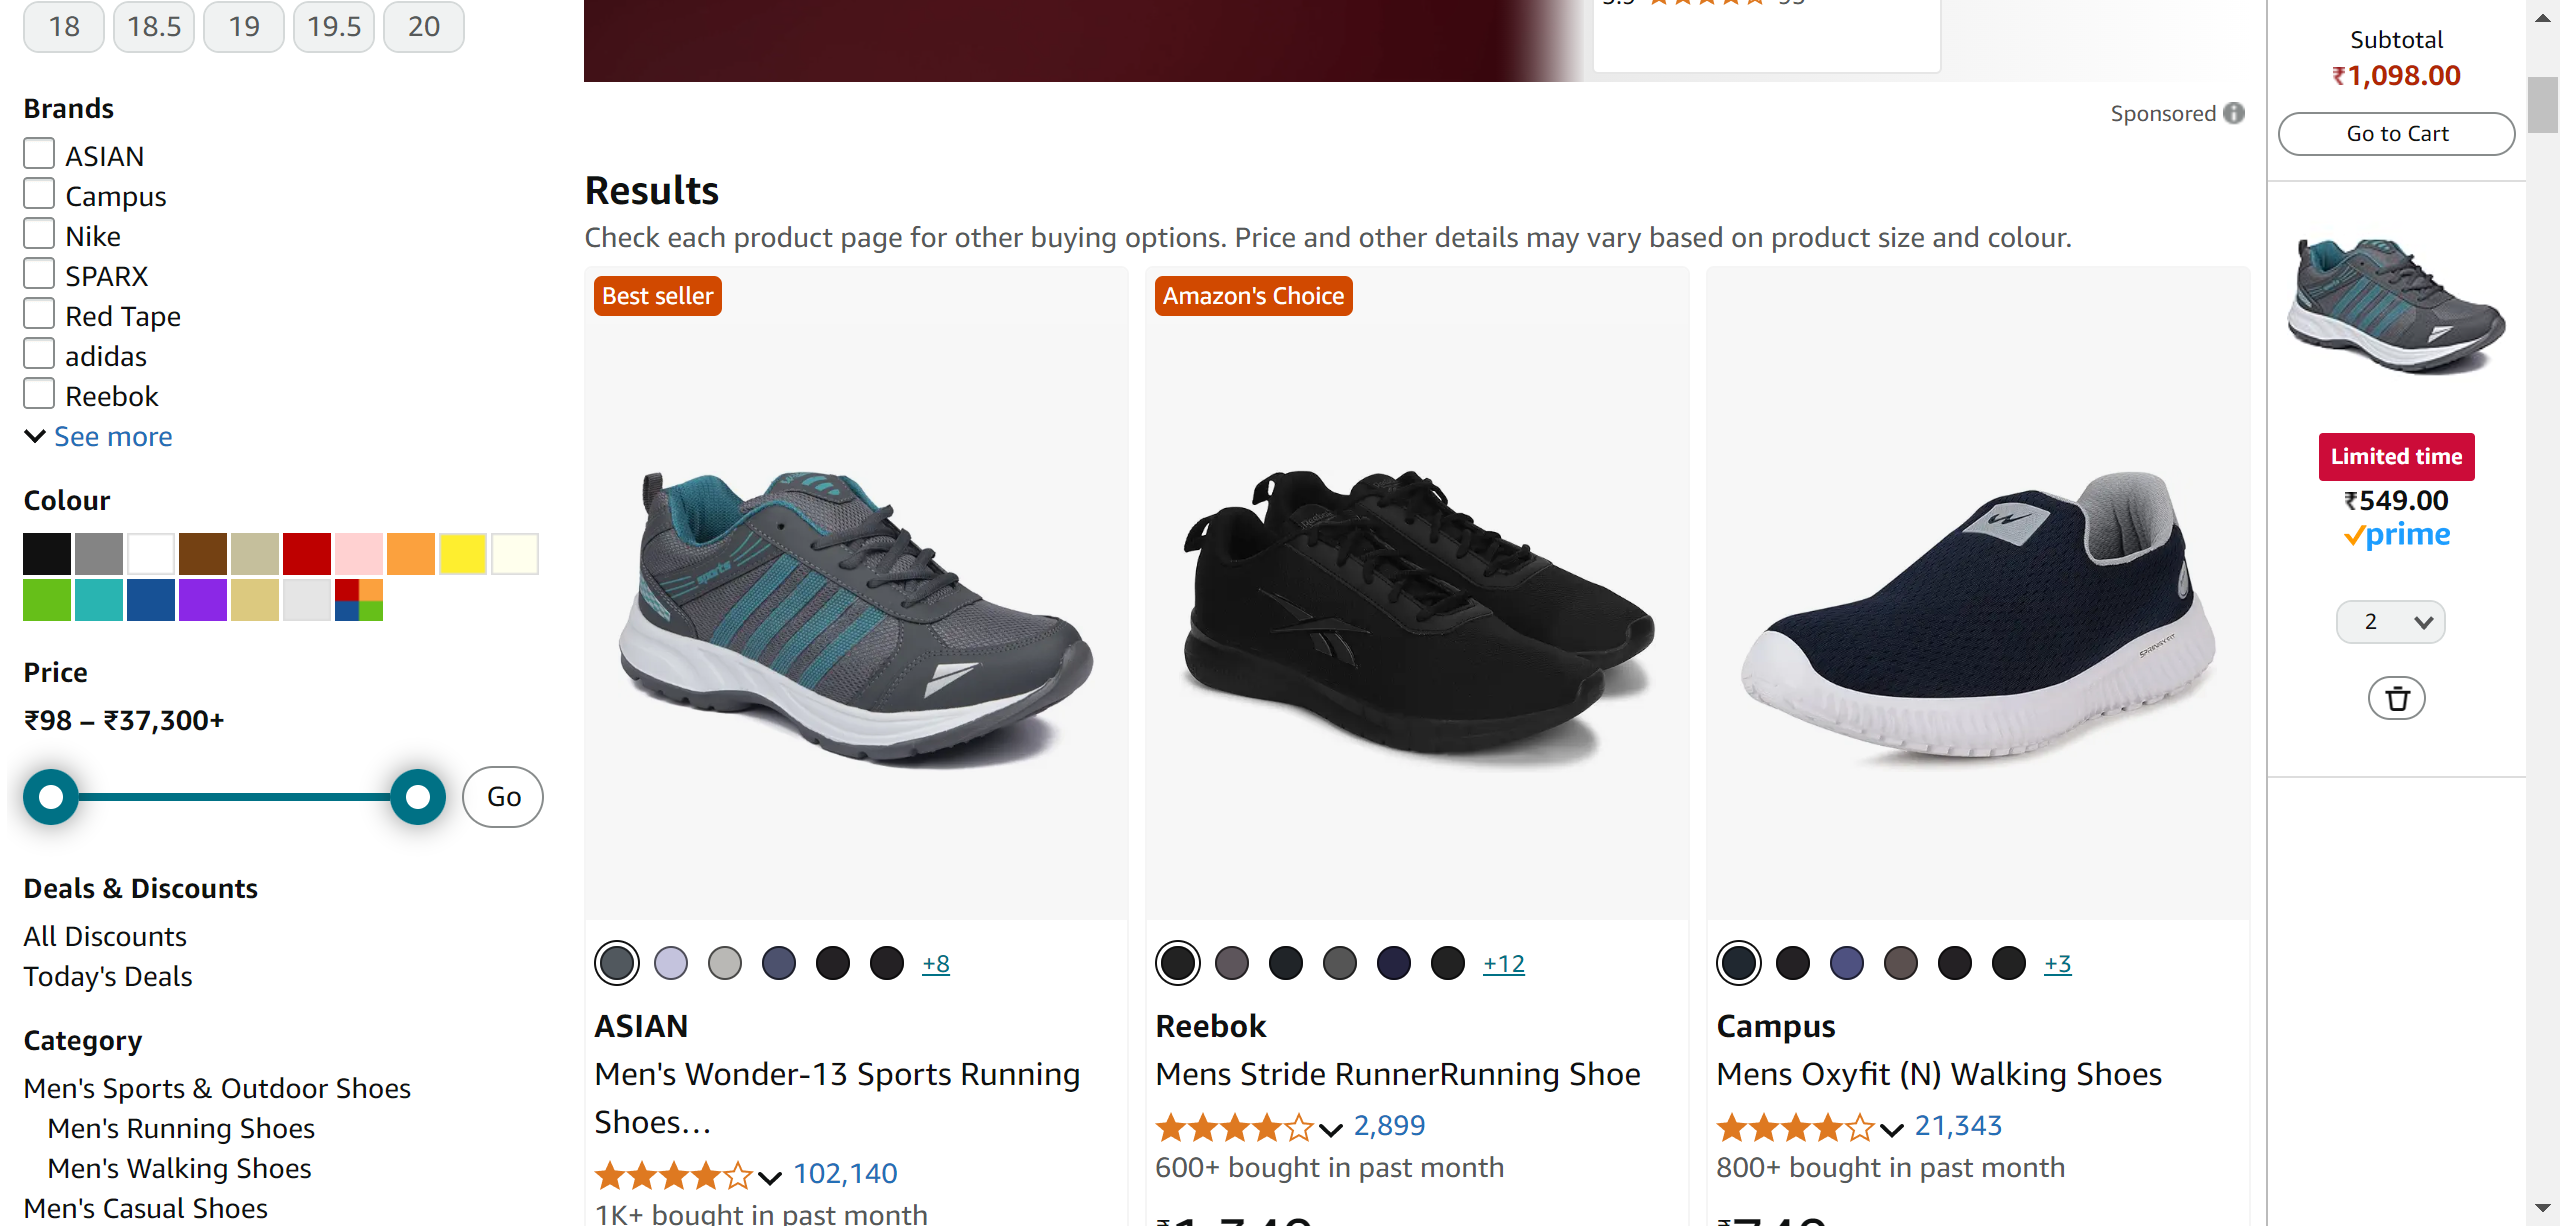 18 18.5 19 19.5 20
Brands
ASIAN
Campus
Nike
SPARX
Red Tape
adidas
Reebok
See more
Colour
Price
₹98 – ₹37,300+
Go
Deals & Discounts
All Discounts
Today's Deals
Category
Men's Sports & Outdoor Shoes
Men's Running Shoes
Men's Walking Shoes
Men's Casual Shoes
Sponsored
Results
Check each product page for other buying options. Price and other details may vary based on product size and colour.
Best seller
sports
+8
ASIAN
Men's Wonder-13 Sports Running
Shoes...
102,140
1K+ bought in past month
Amazon's Choice
+12
Reebok
Mens Stride RunnerRunning Shoe
2,899
600+ bought in past month
+3
Campus
Mens Oxyfit (N) Walking Shoes
21,343
800+ bought in past month
Subtotal
₹1,098.00
Go to Cart
Limited time
₹549.00
prime
2